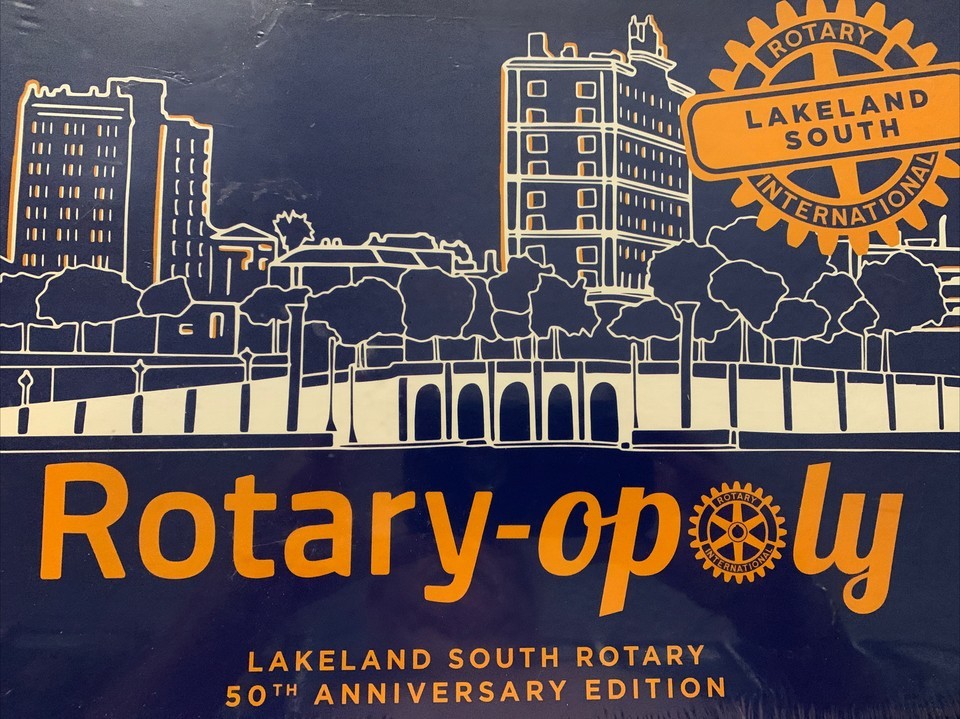 ROTARY
LAKELAND
SOUTH
INTERNATIONAL
Rotary-opoly
ROTARY
INTERNATIONAL
LAKELAND SOUTH ROTARY
50TH ANNIVERSARY EDITION